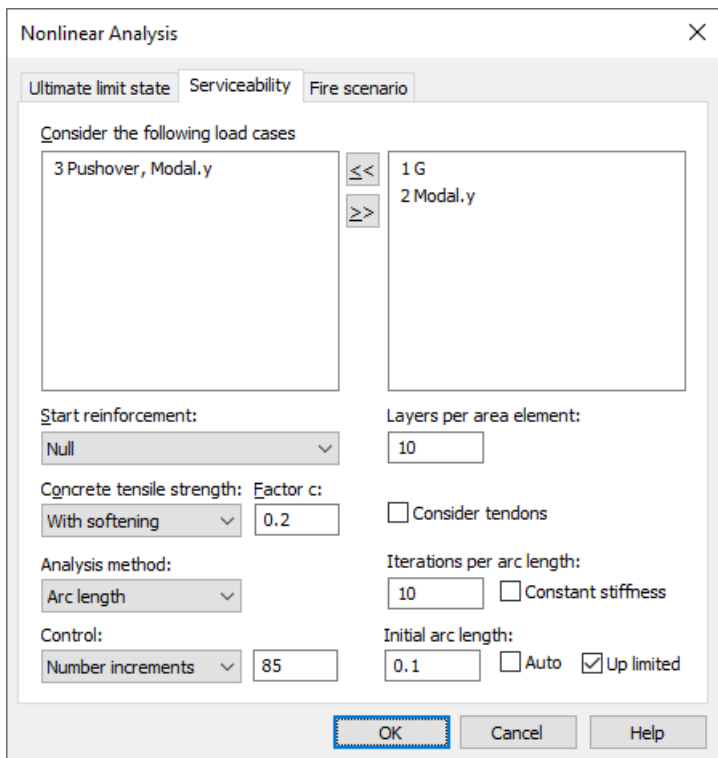 Nonlinear Analysis
Ultimate limit state Serviceability Fire scenario
Consider the following load cases
3 Pushover, Modal.y
<<
>>
1 G
2 Modal.y
Start reinforcement:
Null
Layers per area element:
10
Concrete tensile strength: Factor c:
With softening 0.2
Consider tendons
Analysis method:
Arc length
Iterations per arc length:
10 Constant stiffness
Control:
Number increments 85
Initial arc length:
0.1 Auto Up limited
OK Cancel Help